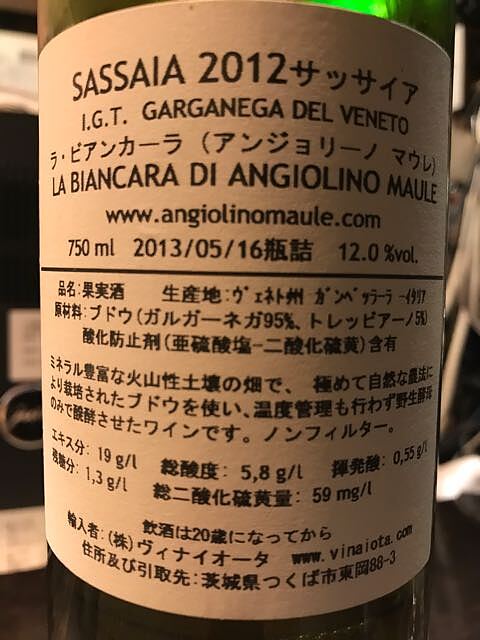 SASSAIA 2012サッサイア
I.G.T. GARGANEGA DEL VENETO
ラ・ビアンカーラ (アンジョリーノ マウレ)
LA BIANCARA DI ANGIOLINO MAULE
www.angiolinomaule.com
750 ml 2013/05/16瓶詰 12.0 %vol.
品名:果実酒 生産地:ヴェネト州 ガンベッラーラ -イタリア
原材料:ブドウ(ガルガーネガ95%、トレッビアーノ5%)
酸化防止剤(亜硫酸塩-二酸化硫黄)含有
ミネラル豊富な火山性土壌の畑で、 極めて自然な農法に
より栽培されたブドウを使い、温度管理も行わず野生酵母
のみで醗酵させたワインです。ノンフィルター。
エキス分: 19 g/l 総酸度: 5,8 g/l 揮発酸: 0,55 g/l
残糖分: 1,3 g/l 総二酸化硫黄量: 59 mg/l
飲酒は20歳になってから
輸入者:(株)ヴィナイオータ www.vinaiota.com
住所及び引取先:茨城県つくば市東岡88-3